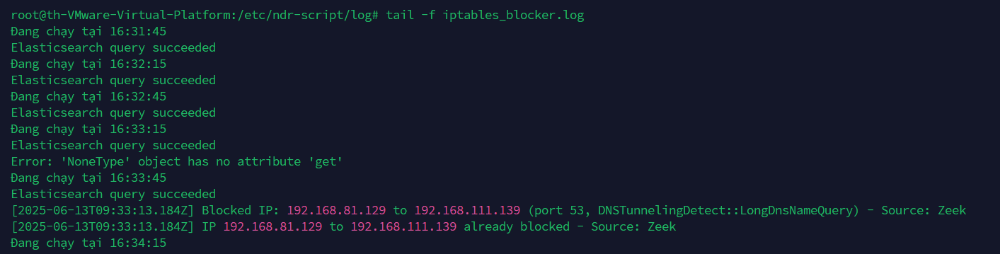 root@th-VMware-Virtual-Platform:/etc/ndr-script/log# tail -f iptables_blocker.log
Đang chạy tại 16:31:45
Elasticsearch query succeeded
Đang chạy tại 16:32:15
Elasticsearch query succeeded
Đang chạy tại 16:32:45
Elasticsearch query succeeded
Đang chạy tại 16:33:15
Elasticsearch query succeeded
Error: 'NoneType' object has no attribute 'get'
Đang chạy tại 16:33:45
Elasticsearch query succeeded
[2025-06-13T09:33:13.184Z] Blocked IP: 192.168.81.129 to 192.168.111.139 (port 53, DNSTunnelingDetect::LongDnsNameQuery) - Source: Zeek
[2025-06-13T09:33:13.184Z] IP 192.168.81.129 to 192.168.111.139 already blocked - Source: Zeek
Đang chạy tại 16:34:15